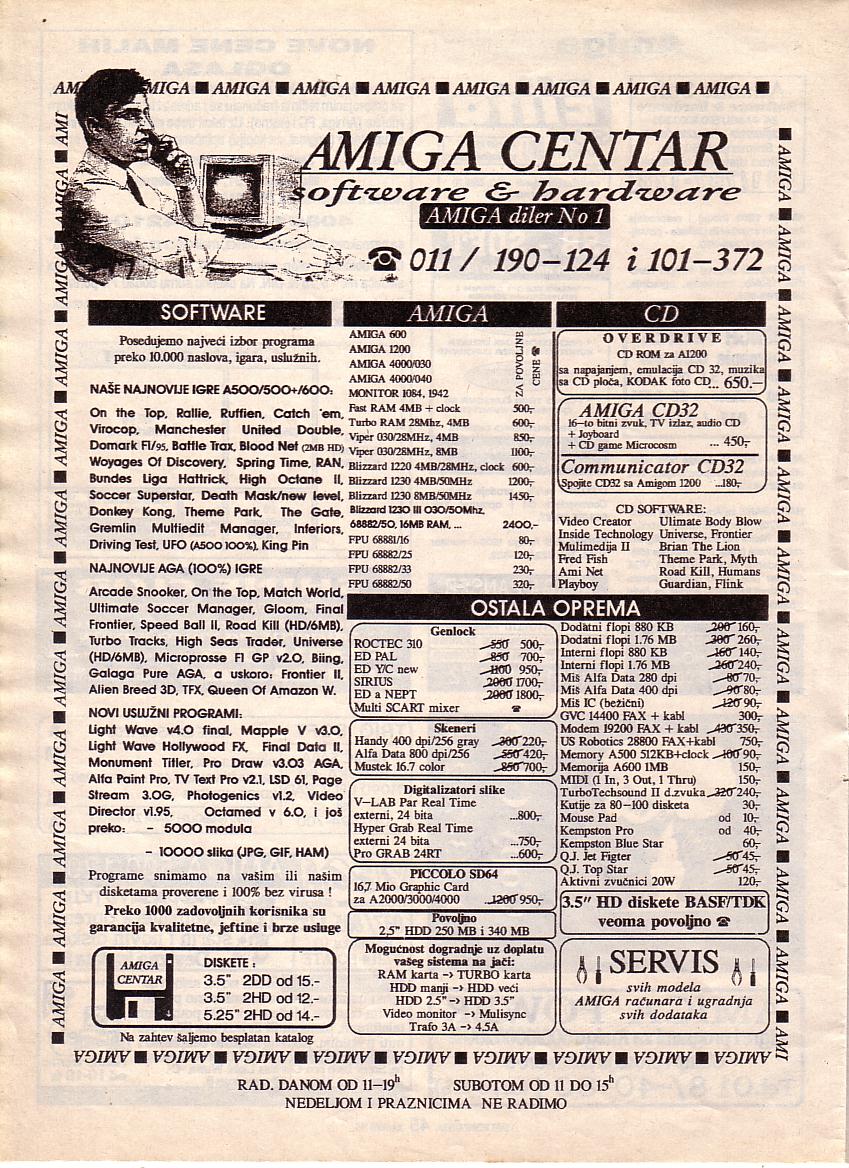 AMIGA ■ AMIGA ■ AMIGA ■ AMIGA ■ AMIGA ■ AMIGA ■ AMIGA ■ AMIGA ■
AMIGA CENTAR
software & hardware
AMIGA diler No 1
☎ 011 / 190-124 i 101-372
SOFTWARE
Posedujemo najveći izbor programa
preko 10.000 naslova, igara, uslužnih.
NAŠE NAJNOVIJE IGRE A500/500+/600:
On the Top, Rallie, Ruffien, Catch 'em,
Virocop, Manchester United Double,
Domark F1/95, Battle Trax, Blood Net (2MB HD)
Woyages Of Discovery, Spring Time, RAN,
Bundes Liga Hattrick, High Octane II,
Soccer Superstar, Death Mask/new level,
Donkey Kong, Theme Park, The Gate,
Gremlin Multiedit Manager, Inferiors,
Driving Test, UFO (A500 100%), King Pin
NAJNOVIJE AGA (100%) IGRE
Arcade Snooker, On the Top, Match World,
Ultimate Soccer Manager, Gloom, Final
Frontier, Speed Ball II, Road Kill (HD/6MB),
Turbo Tracks, High Seas Trader, Universe
(HD/6MB), Microprosse F1 GP v2.0, Biing,
Galaga Pure AGA, a uskoro: Frontier II,
Alien Breed 3D, TFX, Queen Of Amazon W.
NOVI USLUŽNI PROGRAMI:
Light Wave v4.0 final, Mapple V v3.0,
Light Wave Hollywood FX, Final Data II,
Monument Titler, Pro Draw v3.03 AGA,
Alfa Paint Pro, TV Text Pro v2.1, LSD 61, Page
Stream 3.0G, Photogenics v1.2, Video
Director v1.95, Octamed v 6.0, i još
preko: - 5000 modula
- 10000 slika (JPG, GIF, HAM)
Programe snimamo na vašim ili našim
disketama proverene i 100% bez virusa !
Preko 1000 zadovoljnih korisnika su
garancija kvalitetne, jeftine i brze usluge
AMIGA
CENTAR
DISKETE :
3.5" 2DD od 15.-
3.5" 2HD od 12.-
5.25" 2HD od 14.-
Na zahtev šaljemo besplatan katalog
AMIGA
AMIGA 600
AMIGA 1200
AMIGA 4000/030
AMIGA 4000/040
MONITOR 1084, 1942
ZA POVOLJNE
CENE ☎
Fast RAM 4MB + clock 500,-
Turbo RAM 28Mhz, 4MB 600,-
Viper 030/28MHz, 4MB 850,-
Viper 030/28MHz, 8MB 1100,-
Blizzard 1220 4MB/28MHz, clock 600,-
Blizzard 1230 4MB/50MHz 1200,-
Blizzard 1230 8MB/50MHz 1450,-
Blizzard 1230 III 030/50Mhz,
68882/50, 16MB RAM, ... 2400,-
FPU 68881/16 80,-
FPU 68882/25 120,-
FPU 68882/33 230,-
FPU 68882/50 320,-
CD
OVERDRIVE
CD ROM za A1200
sa napajanjem, emulacija CD 32, muzika
sa CD ploča, KODAK foto CD... 650.-
AMIGA CD32
16-to bitni zvuk, TV izlaz, audio CD
+ Joyboard
+ CD game Microcosm ... 450,-
Communicator CD32
Spojite CD32 sa Amigom 1200 ...180,-
CD SOFTWARE:
Video Creator Ulimate Body Blow
Inside Technology Universe, Frontier
Mulimedija II Brian The Lion
Fred Fish Theme Park, Myth
Ami Net Road Kill, Humans
Playboy Guardian, Flink
OSTALA OPREMA
Genlock
ROCTEC 310 550 500,-
ED PAL 850 700,-
ED Y/C new 1100 950,-
SIRIUS 2000 1700,-
ED a NEPT 2000 1800,-
Multi SCART mixer ☎
Skeneri
Handy 400 dpi/256 gray 300 220,-
Alfa Data 800 dpi/256 550 420,-
Mustek 16.7 color 850 700,-
Digitalizatori slike
V-LAB Par Real Time
externi, 24 bita ...800,-
Hyper Grab Real Time
externi 24 bita ...750,-
Pro GRAB 24RT ...600,-
PICCOLO SD64
16,7 Mio Graphic Card
za A2000/3000/4000 1200 950,-
Povoljno
2,5" HDD 250 MB i 340 MB
Mogućnost dogradnje uz doplatu
vašeg sistema na jači:
RAM karta -> TURBO karta
HDD manji -> HDD veći
HDD 2.5" -> HDD 3.5"
Video monitor -> Mulisync
Trafo 3A -> 4.5A
Dodatni flopi 880 KB 200 160,-
Dodatni flopi 1.76 MB 300 260,-
Interni flopi 880 KB 160 140,-
Interni flopi 1.76 MB 260 240,-
Miš Alfa Data 280 dpi 80 70,-
Miš Alfa Data 400 dpi 90 80,-
Miš IC (bežični) 120 90,-
GVC 14400 FAX + kabl 300,-
Modem 19200 FAX + kabl 430 350,-
US Robotics 28800 FAX+kabl 750,-
Memory A500 512KB+clock 100 90,-
Memorija A600 1MB 150,-
MIDI (1 In, 3 Out, 1 Thru) 150,-
TurboTechsound II d.zvuka 320 240,-
Kutije za 80-100 disketa 30,-
Mouse Pad od 10,-
Kempston Pro od 40,-
Kempston Blue Star 60,-
Q.J. Jet Figter 50 45,-
Q.J. Top Star 50 45,-
Aktivni zvučnici 20W 120,-
3.5" HD diskete BASF/TDK
veoma povoljno ☎
SERVIS
svih modela
AMIGA računara i ugradnja
svih dodataka
AMIGA ■ AMIGA ■ AMIGA ■ AMIGA ■ AMIGA ■ AMIGA ■ AMIGA ■ AMIGA ■ AMIGA
RAD. DANOM OD 11-19h SUBOTOM OD 11 DO 15h
NEDELJOM I PRAZNICIMA NE RADIMO